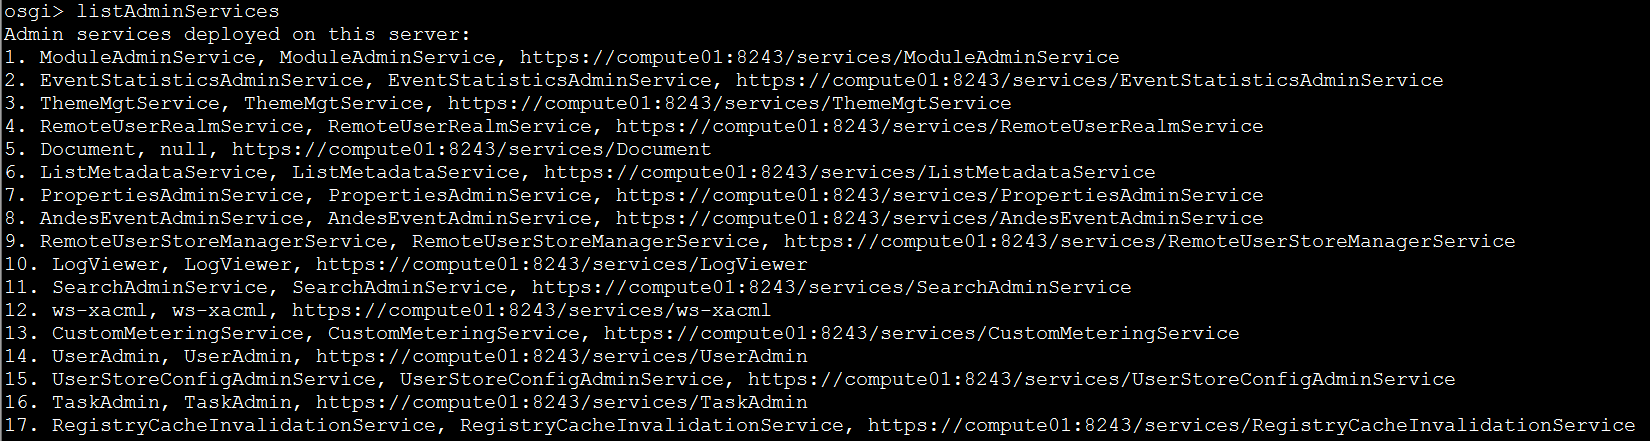 osgi> listAdminServices
Admin services deployed on this server:
1. ModuleAdminService, ModuleAdminService, https://compute01:8243/services/ModuleAdminService
2. EventStatisticsAdminService, EventStatisticsAdminService, https://compute01:8243/services/EventStatisticsAdminService
3. ThemeMgtService, ThemeMgtService, https://compute01:8243/services/ThemeMgtService
4. RemoteUserRealmService, RemoteUserRealmService, https://compute01:8243/services/RemoteUserRealmService
5. Document, null, https://compute01:8243/services/Document
6. ListMetadataService, ListMetadataService, https://compute01:8243/services/ListMetadataService
7. PropertiesAdminService, PropertiesAdminService, https://compute01:8243/services/PropertiesAdminService
8. AndesEventAdminService, AndesEventAdminService, https://compute01:8243/services/AndesEventAdminService
9. RemoteUserStoreManagerService, RemoteUserStoreManagerService, https://compute01:8243/services/RemoteUserStoreManagerService
10. LogViewer, LogViewer, https://compute01:8243/services/LogViewer
11. SearchAdminService, SearchAdminService, https://compute01:8243/services/SearchAdminService
12. ws-xacml, ws-xacml, https://compute01:8243/services/ws-xacml
13. CustomMeteringService, CustomMeteringService, https://compute01:8243/services/CustomMeteringService
14. UserAdmin, UserAdmin, https://compute01:8243/services/UserAdmin
15. UserStoreConfigAdminService, UserStoreConfigAdminService, https://compute01:8243/services/UserStoreConfigAdminService
16. TaskAdmin, TaskAdmin, https://compute01:8243/services/TaskAdmin
17. RegistryCacheInvalidationService, RegistryCacheInvalidationService, https://compute01:8243/services/RegistryCacheInvalidationService